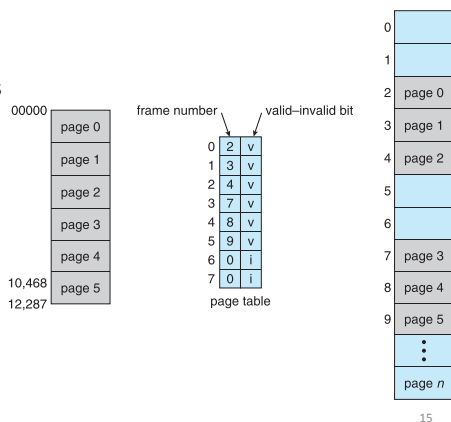 s
00000
page 0
page 1
page 2
page 3
page 4
10,468
page 5
12,287
frame number
valid–invalid bit
0 2 v
1 3 v
2 4 v
3 7 v
4 8 v
5 9 v
6 0 i
7 0 i
page table
0
1
2 page 0
3 page 1
4 page 2
5
6
7 page 3
8 page 4
9 page 5
page n
15